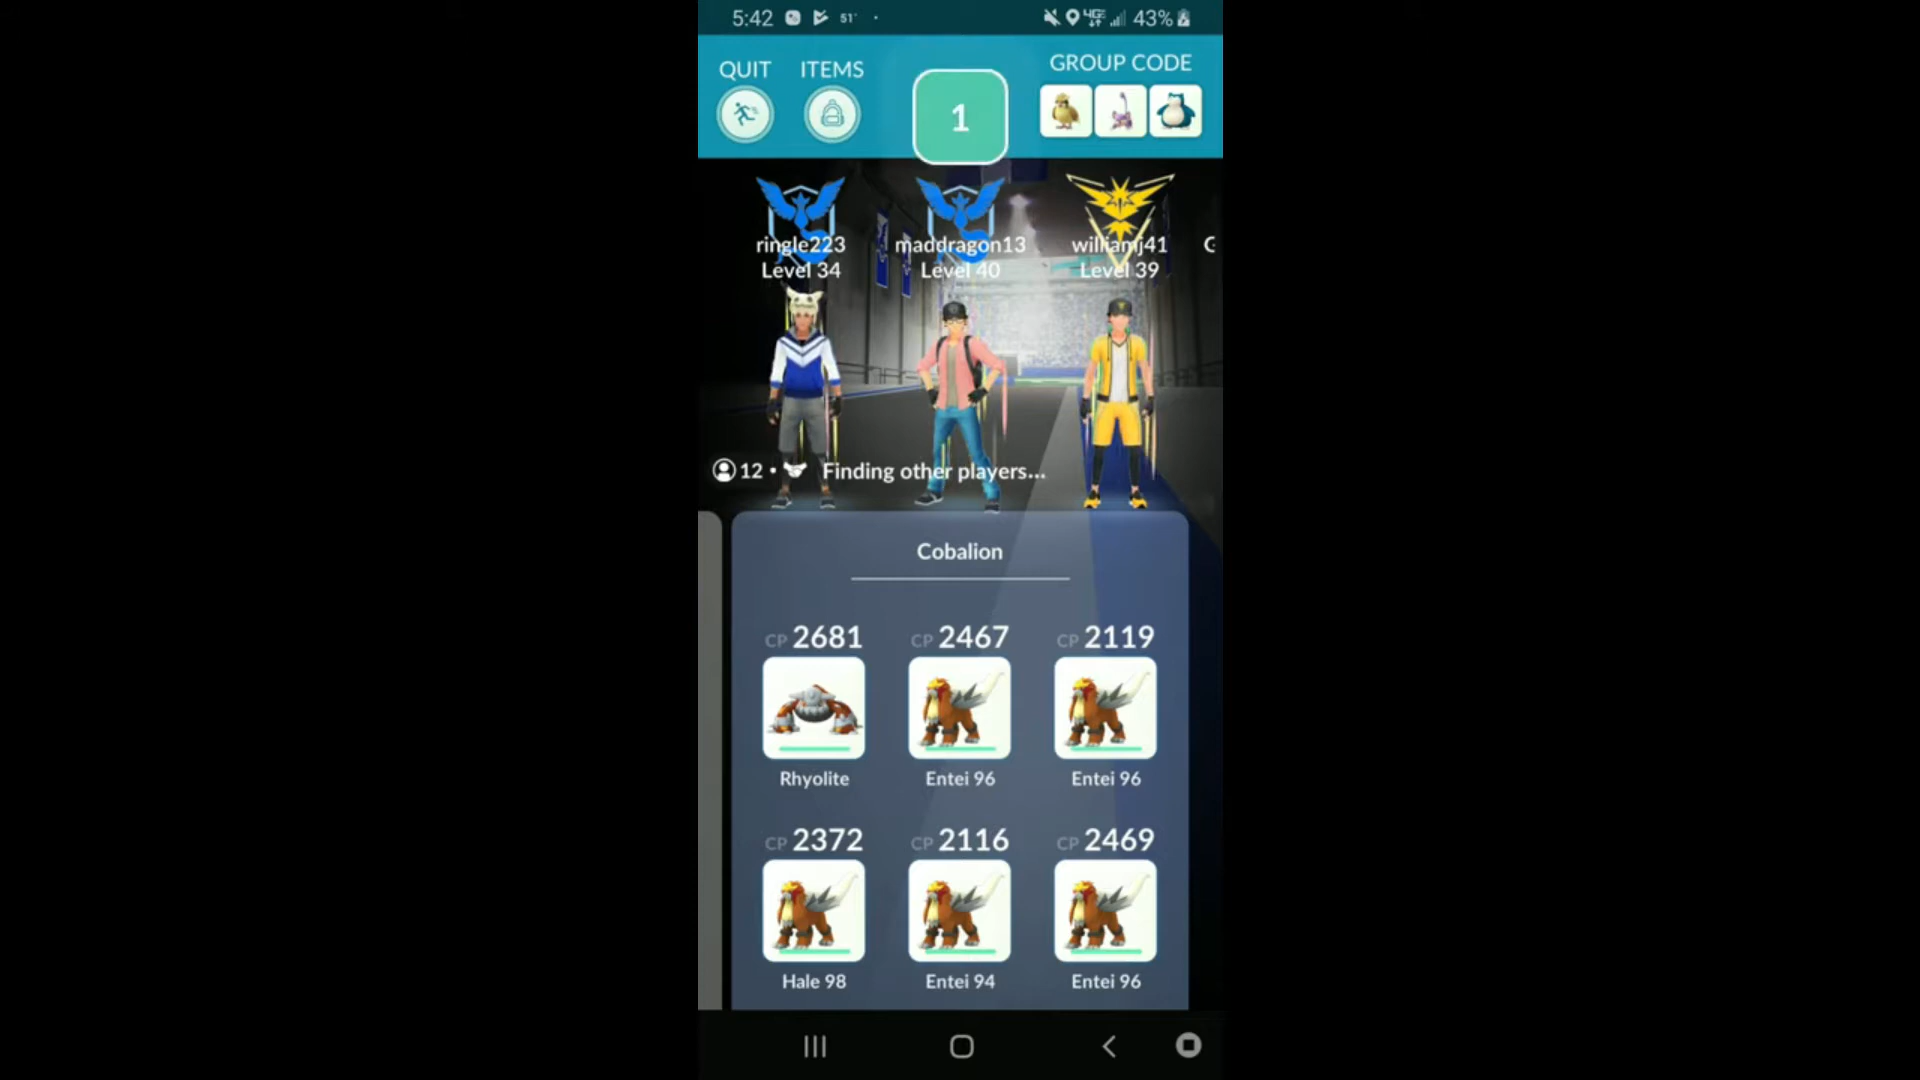 5:42 51° 43%
QUIT ITEMS GROUP CODE
1
ringle223 maddragon13 williamj41
Level 34 Level 40 Level 39
12 • Finding other players...
Cobalion
CP 2681 CP 2467 CP 2119
Rhyolite Entei 96 Entei 96
CP 2372 CP 2116 CP 2469
Hale 98 Entei 94 Entei 96